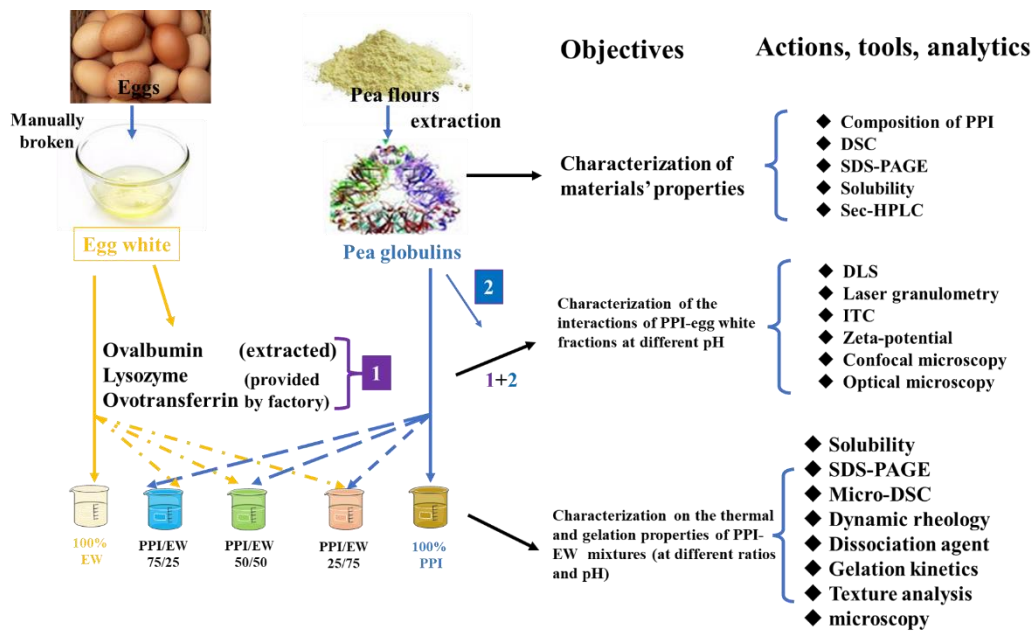 Objectives
Actions, tools, analytics
Eggs
Manually
broken
Egg white
Pea flours
extraction
Pea globulins
2
Ovalbumin (extracted)
Lysozyme (provided
Ovotransferrin by factory)
1
1+2
100%
EW
PPI/EW
75/25
PPI/EW
50/50
PPI/EW
25/75
100%
PPI
Characterization of
materials' properties
◆ Composition of PPI
◆ DSC
◆ SDS-PAGE
◆ Solubility
◆ Sec-HPLC
Characterization of the
interactions of PPI-egg white
fractions at different pH
◆ DLS
◆ Laser granulometry
◆ ITC
◆ Zeta-potential
◆ Confocal microscopy
◆ Optical microscopy
Characterization on the thermal
and gelation properties of PPI-
EW mixtures (at different ratios
and pH)
◆ Solubility
◆ SDS-PAGE
◆ Micro-DSC
◆ Dynamic rheology
◆ Dissociation agent
◆ Gelation kinetics
◆ Texture analysis
◆ microscopy